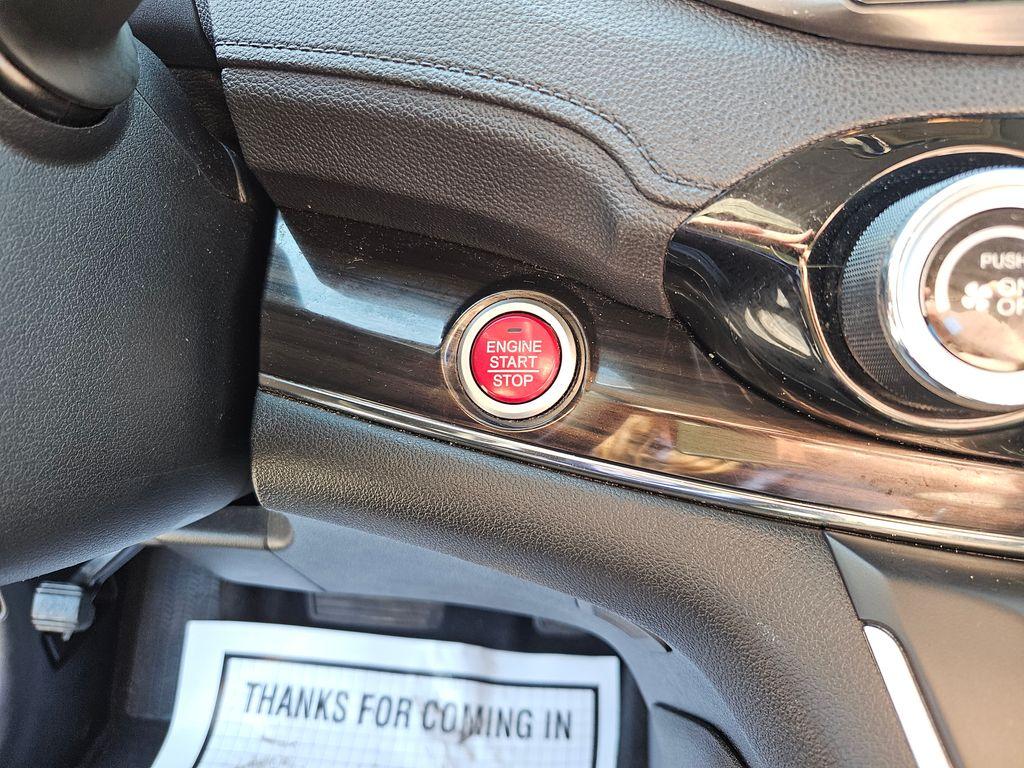 ENGINE
START
STOP
PUSH
THANKS FOR COMING IN